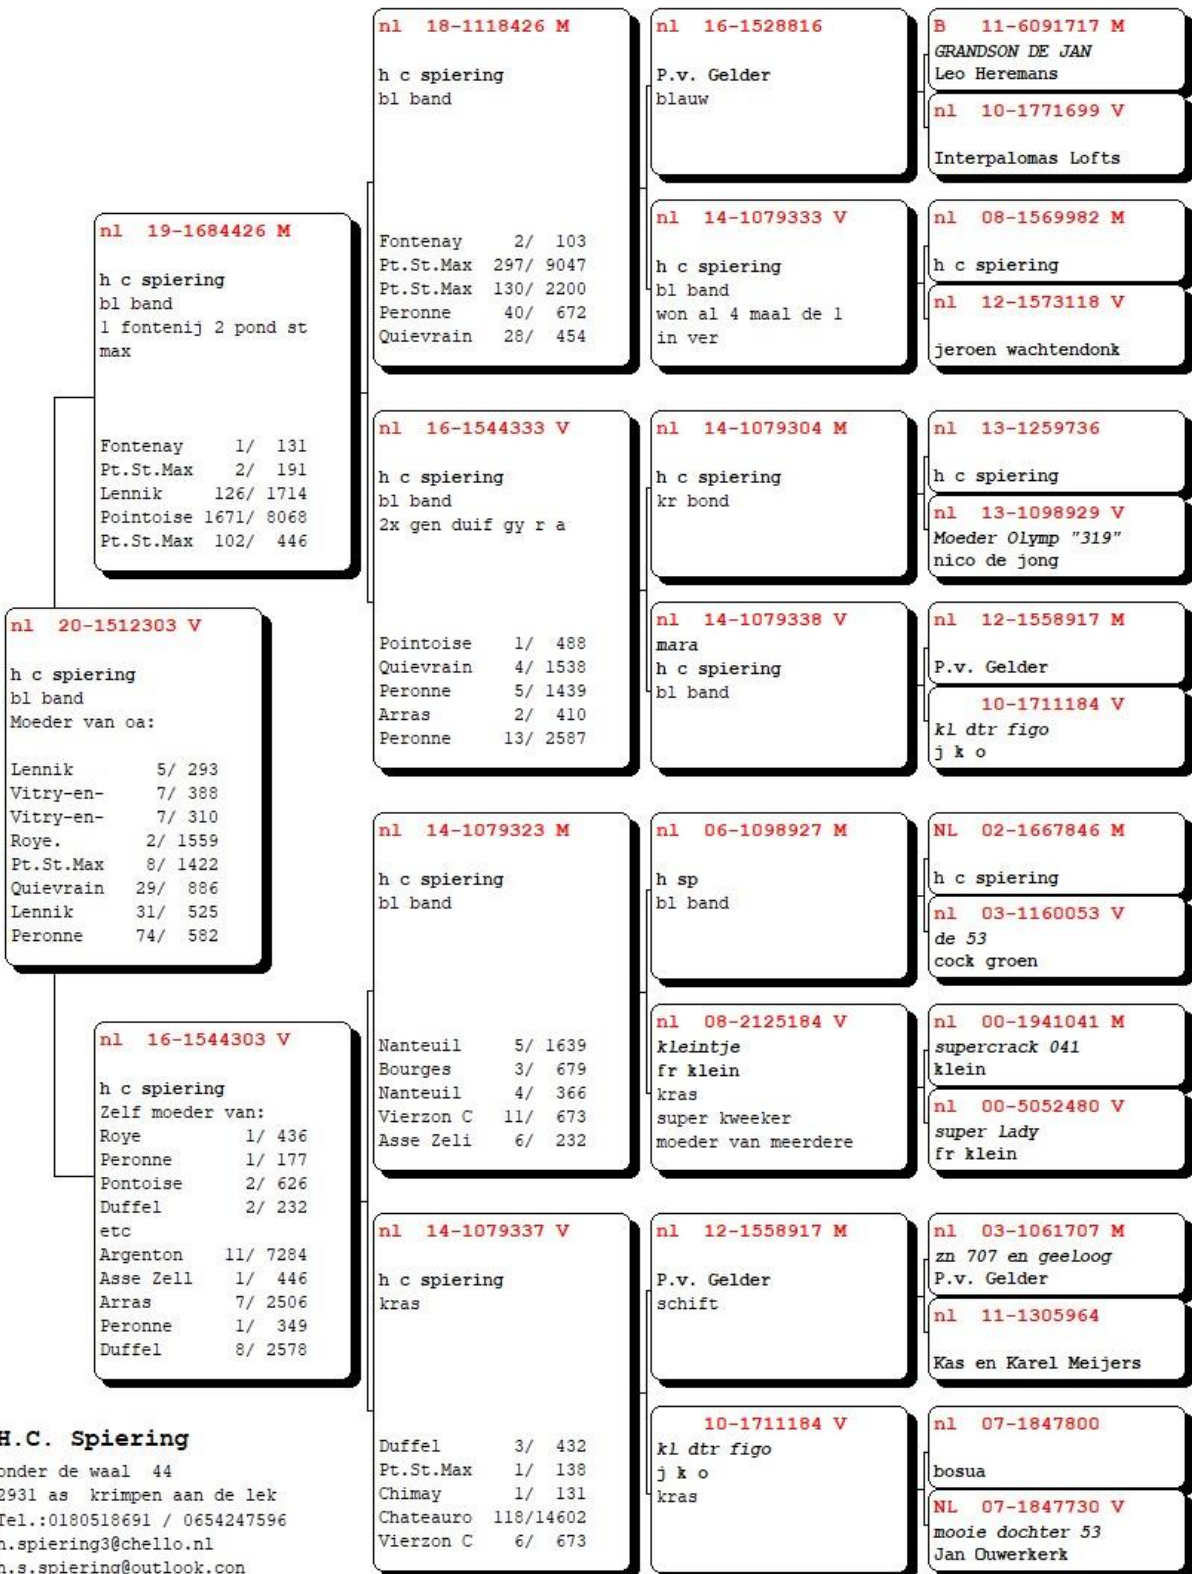 nl 20-1512303 V
h c spiering
bl band
Moeder van oa:
Lennik 5/ 293
Vitry-en- 7/ 388
Vitry-en- 7/ 310
Roye. 2/ 1559
Pt.St.Max 8/ 1422
Quievrain 29/ 886
Lennik 31/ 525
Peronne 74/ 582
nl 19-1684426 M
h c spiering
bl band
1 fontenij 2 pond st
max
Fontenay 1/ 131
Pt.St.Max 2/ 191
Lennik 126/ 1714
Pointoise 1671/ 8068
Pt.St.Max 102/ 446
nl 16-1544303 V
h c spiering
Zelf moeder van:
Roye 1/ 436
Peronne 1/ 177
Pontoise 2/ 626
Duffel 2/ 232
etc
Argenton 11/ 7284
Asse Zell 1/ 446
Arras 7/ 2506
Peronne 1/ 349
Duffel 8/ 2578
nl 18-1118426 M
h c spiering
bl band
Fontenay 2/ 103
Pt.St.Max 297/ 9047
Pt.St.Max 130/ 2200
Peronne 40/ 672
Quievrain 28/ 454
nl 16-1544333 V
h c spiering
bl band
2x gen duif gy r a
Pointoise 1/ 488
Quievrain 4/ 1538
Peronne 5/ 1439
Arras 2/ 410
Peronne 13/ 2587
nl 14-1079323 M
h c spiering
bl band
Nanteuil 5/ 1639
Bourges 3/ 679
Nanteuil 4/ 366
Vierzon C 11/ 673
Asse Zeli 6/ 232
nl 14-1079337 V
h c spiering
kras
Duffel 3/ 432
Pt.St.Max 1/ 138
Chimay 1/ 131
Chateauro 118/14602
Vierzon C 6/ 673
nl 16-1528816
P.v. Gelder
blauw
nl 14-1079333 V
h c spiering
bl band
won al 4 maal de 1
in ver
nl 14-1079304 M
h c spiering
kr bond
nl 14-1079338 V
mara
h c spiering
bl band
nl 06-1098927 M
h sp
bl band
nl 08-2125184 V
kleintje
fr klein
kras
super kweeker
moeder van meerdere
nl 12-1558917 M
P.v. Gelder
schift
10-1711184 V
kl dtr figo
j k o
kras
B 11-6091717 M
GRANDSON DE JAN
Leo Heremans
nl 10-1771699 V
Interpalomas Lofts
nl 08-1569982 M
h c spiering
nl 12-1573118 V
jeroen wachtendonk
nl 13-1259736
h c spiering
nl 13-1098929 V
Moeder Olymp "319"
nico de jong
nl 12-1558917 M
P.v. Gelder
10-1711184 V
kl dtr figo
j k o
NL 02-1667846 M
h c spiering
nl 03-1160053 V
de 53
cock groen
nl 00-1941041 M
supercrack 041
klein
nl 00-5052480 V
super Lady
fr klein
nl 03-1061707 M
zn 707 en geeloog
P.v. Gelder
nl 11-1305964
Kas en Karel Meijers
nl 07-1847800
bosua
NL 07-1847730 V
mooie dochter 53
Jan Ouwerkerk
H.C. Spiering
onder de waal 44
2931 as krimpen aan de lek
Tel.:0180518691 / 0654247596
h.spiering3@chello.nl
h.s.spiering@outlook.con